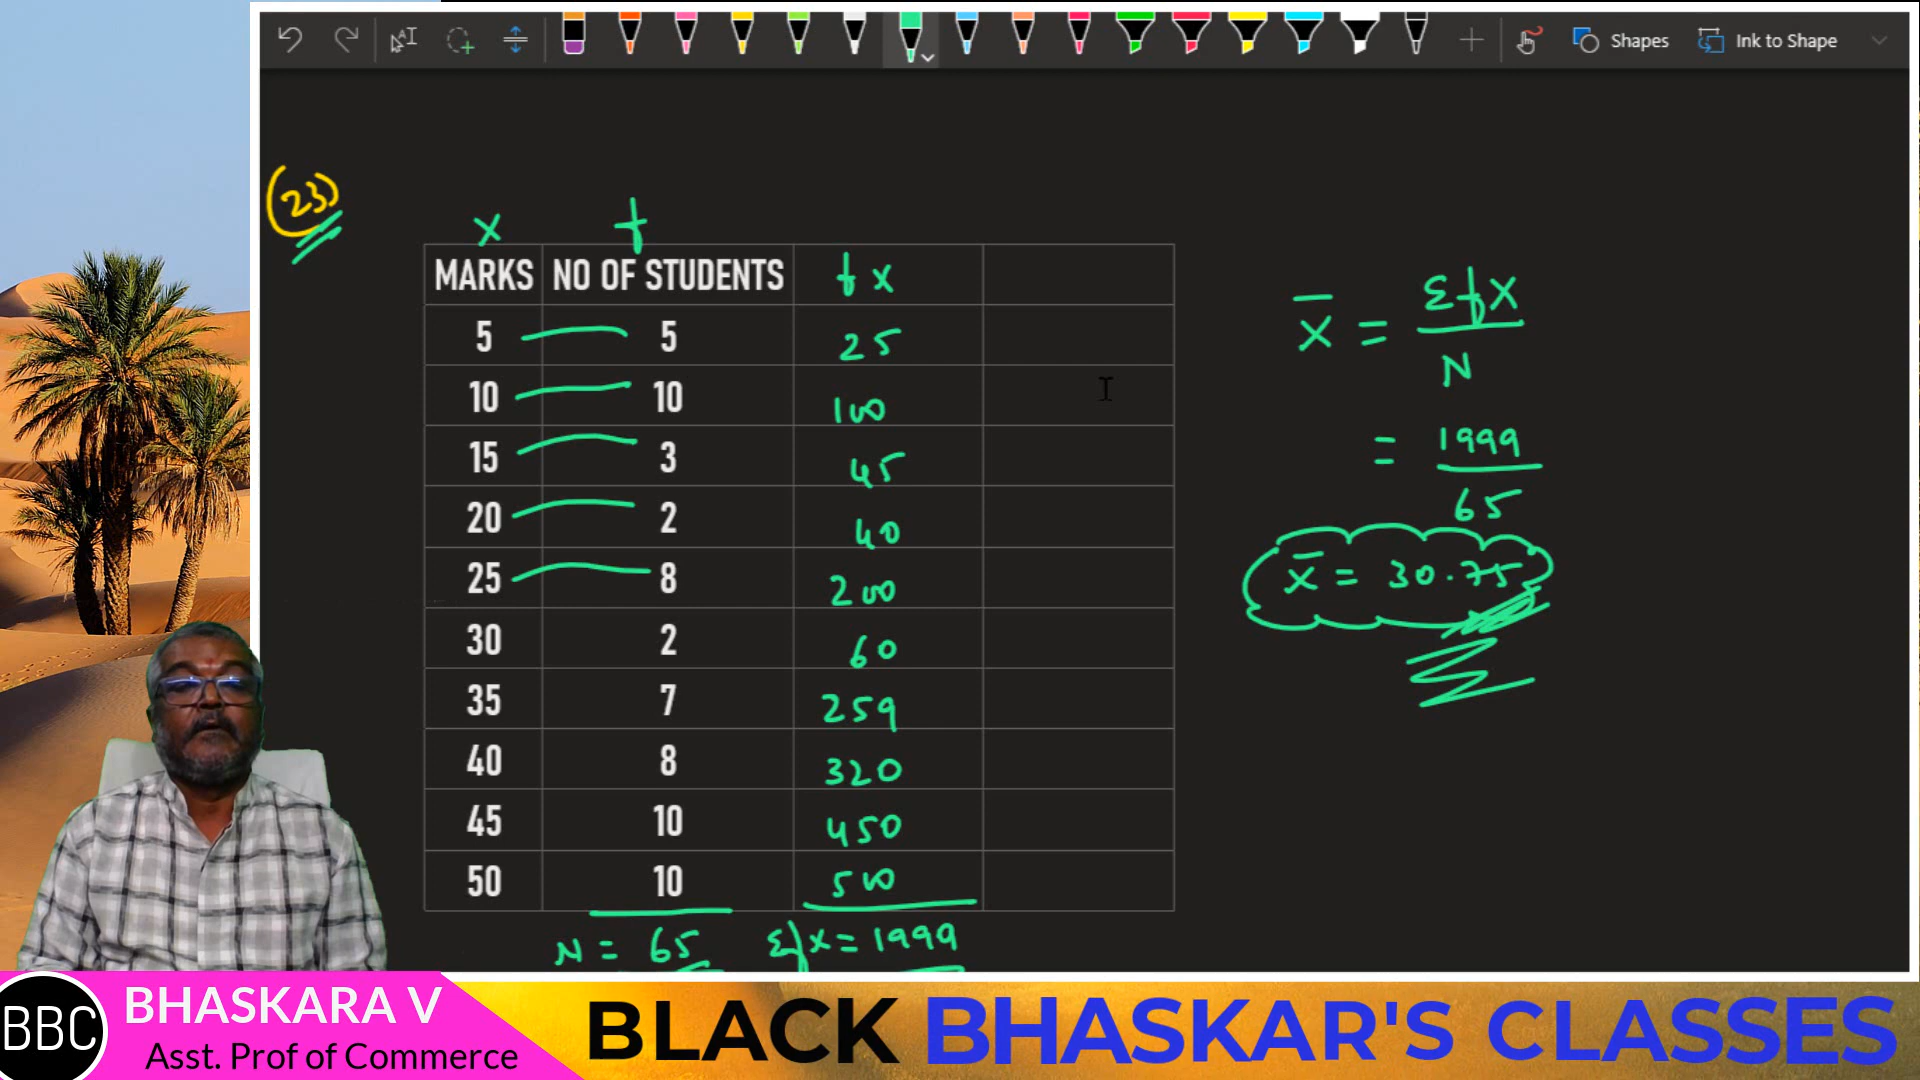 Shapes
Ink to Shape
(23)
x f
MARKS NO OF STUDENTS fx
5 5 25
10 10 100
15 3 45
20 2 40
25 8 200
30 2 60
35 7 259
40 8 320
45 10 450
50 10 500
N = 65 Σfx = 1999
X̅ = ΣfX
N
= 1999
65
x̅ = 30.75
BBC
BHASKARA V
Asst. Prof of Commerce
BLACK BHASKAR'S CLASSES